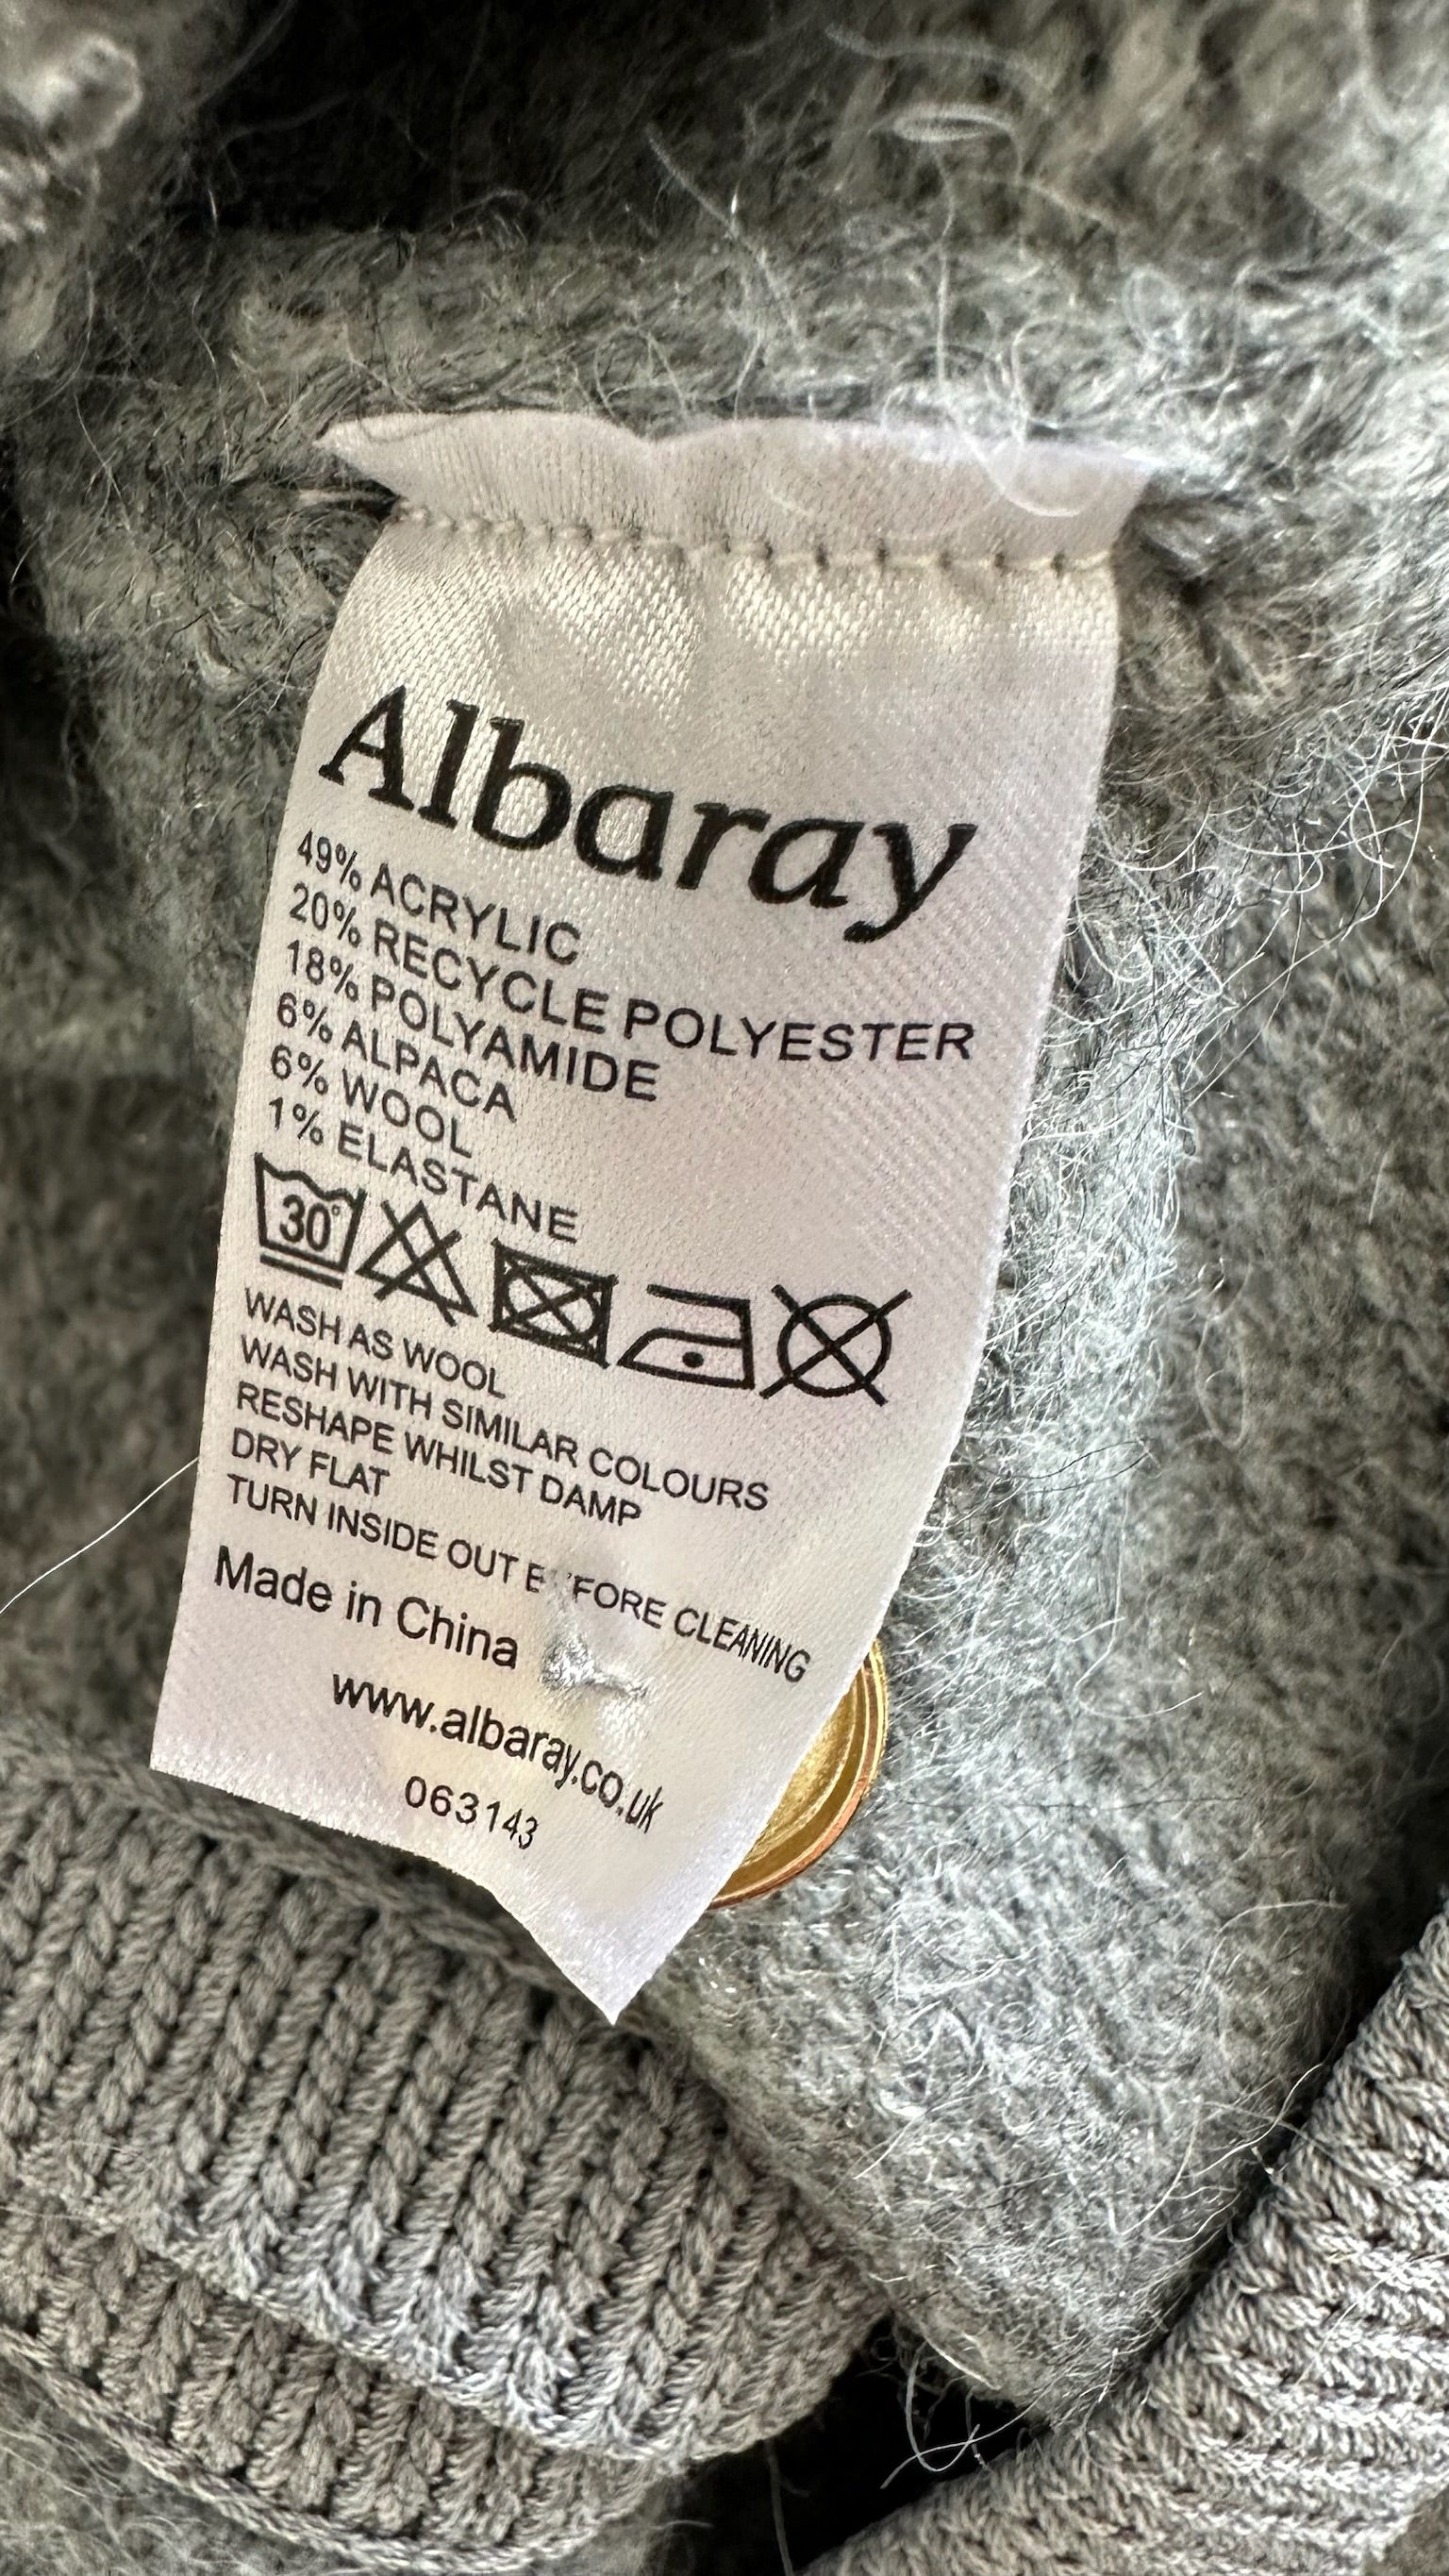 Albaray
49% ACRYLIC
20% RECYCLE POLYESTER
18% POLYAMIDE
6% ALPACA
6% WOOL
1% ELASTANE
30°
WASH AS WOOL
WASH WITH SIMILAR COLOURS
RESHAPE WHILST DAMP
DRY FLAT
TURN INSIDE OUT BEFORE CLEANING
Made in China
www.albaray.co.uk
063143